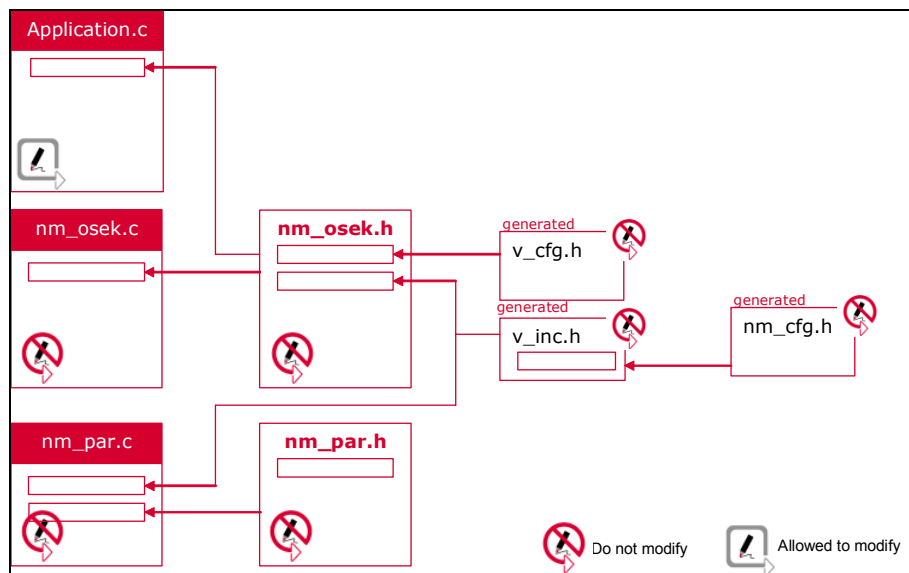 Application.c
nm_osek.c
nm_osek.h
generated
v_cfg.h
generated
v_inc.h
generated
nm_cfg.h
nm_par.c
nm_par.h
Do not modify
Allowed to modify